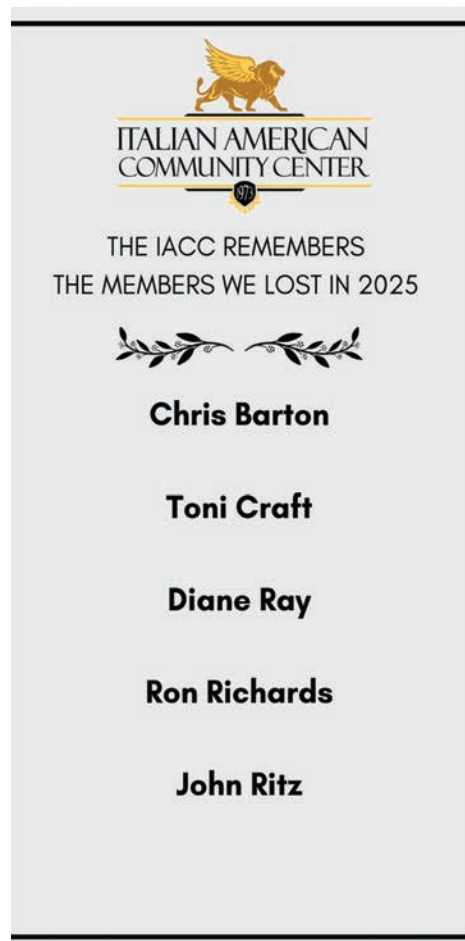 ITALIAN AMERICAN
COMMUNITY CENTER
1973
THE IACC REMEMBERS
THE MEMBERS WE LOST IN 2025
Chris Barton
Toni Craft
Diane Ray
Ron Richards
John Ritz